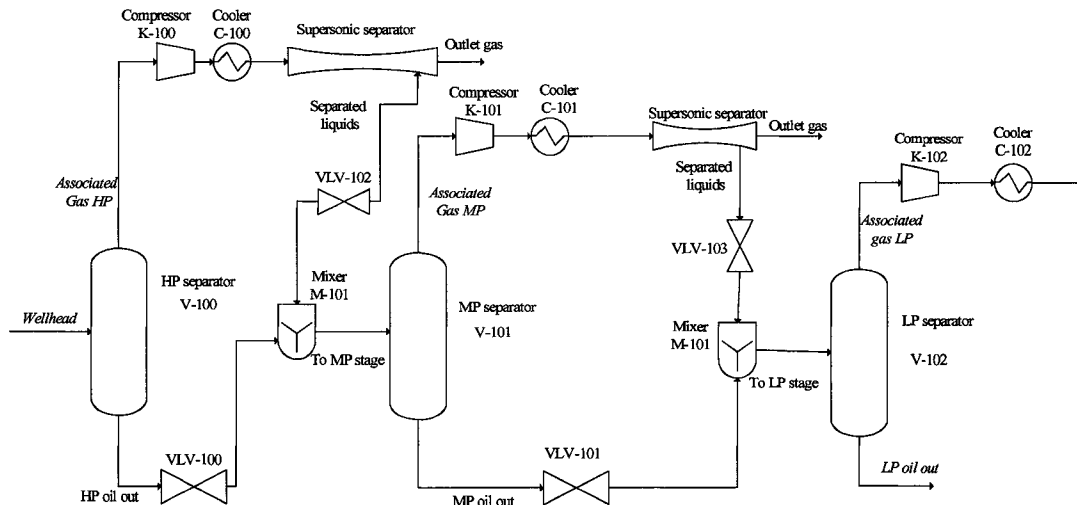 Compressor
K-100
Cooler
C-100
Supersonic separator
Outlet gas
Separated
liquids
Compressor
K-101
Cooler
C-101
Supersonic separator
Outlet gas
Separated
liquids
Compressor
K-102
Cooler
C-102
Associated
Gas HP
VLV-102
Associated
Gas MP
VLV-103
Associated
gas LP
Wellhead
HP separator
V-100
Mixer
M-101
To MP stage
MP separator
V-101
Mixer
M-101
To LP stage
LP separator
V-102
VLV-100
HP oil out
VLV-101
MP oil out
LP oil out